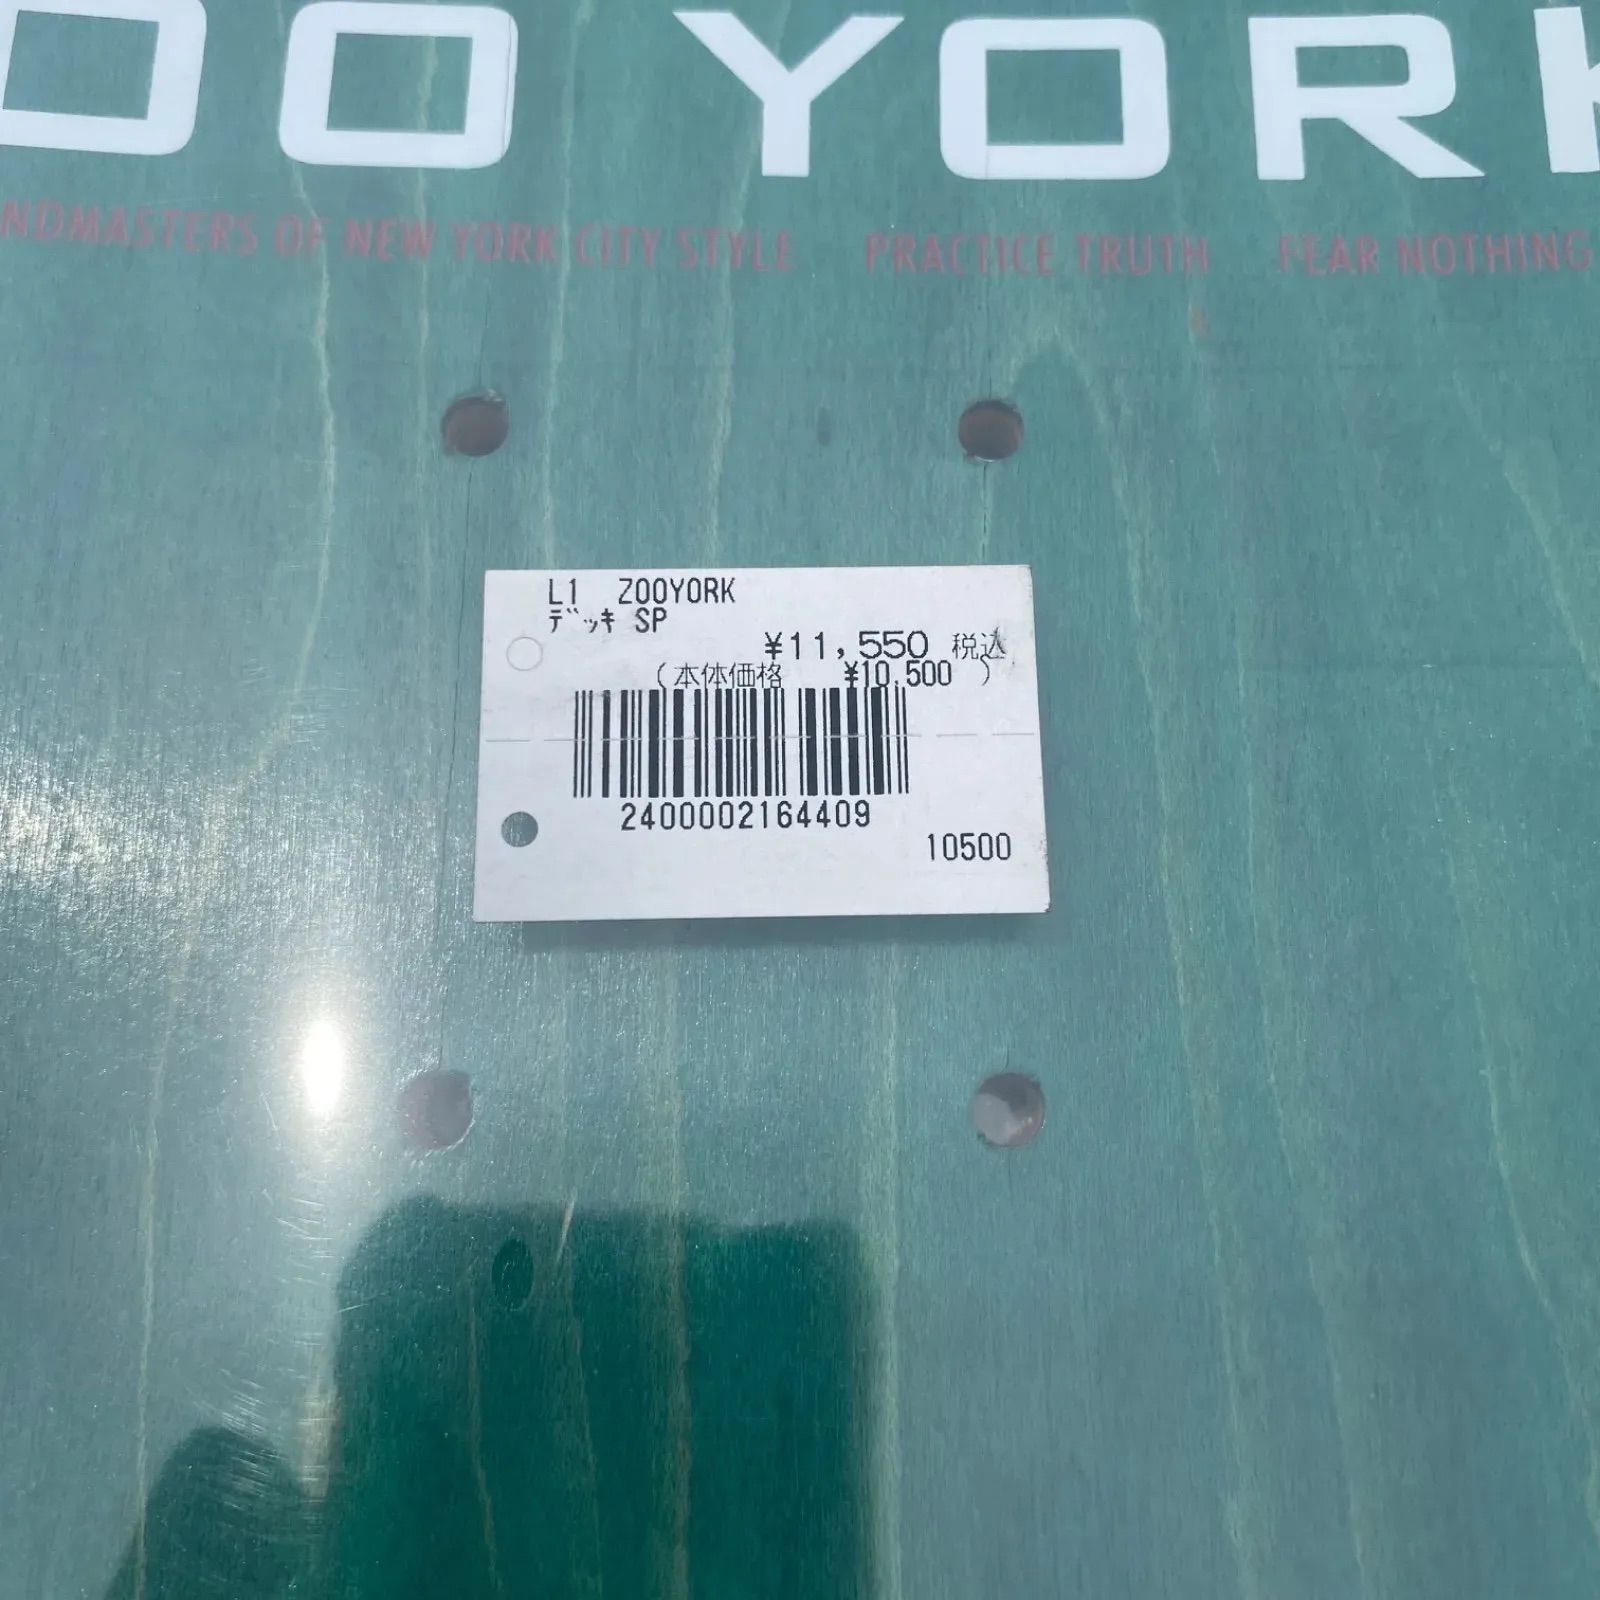 OO YORK
NDMASTERS OF NEW YORK CITY STYLE PRACTICE TRUTH FEAR NOTHING
L1 ZOOYORK
ﾃﾞｯｷ SP
¥11,550 税込
(本体価格 ¥10,500 )
2400002164409
10500